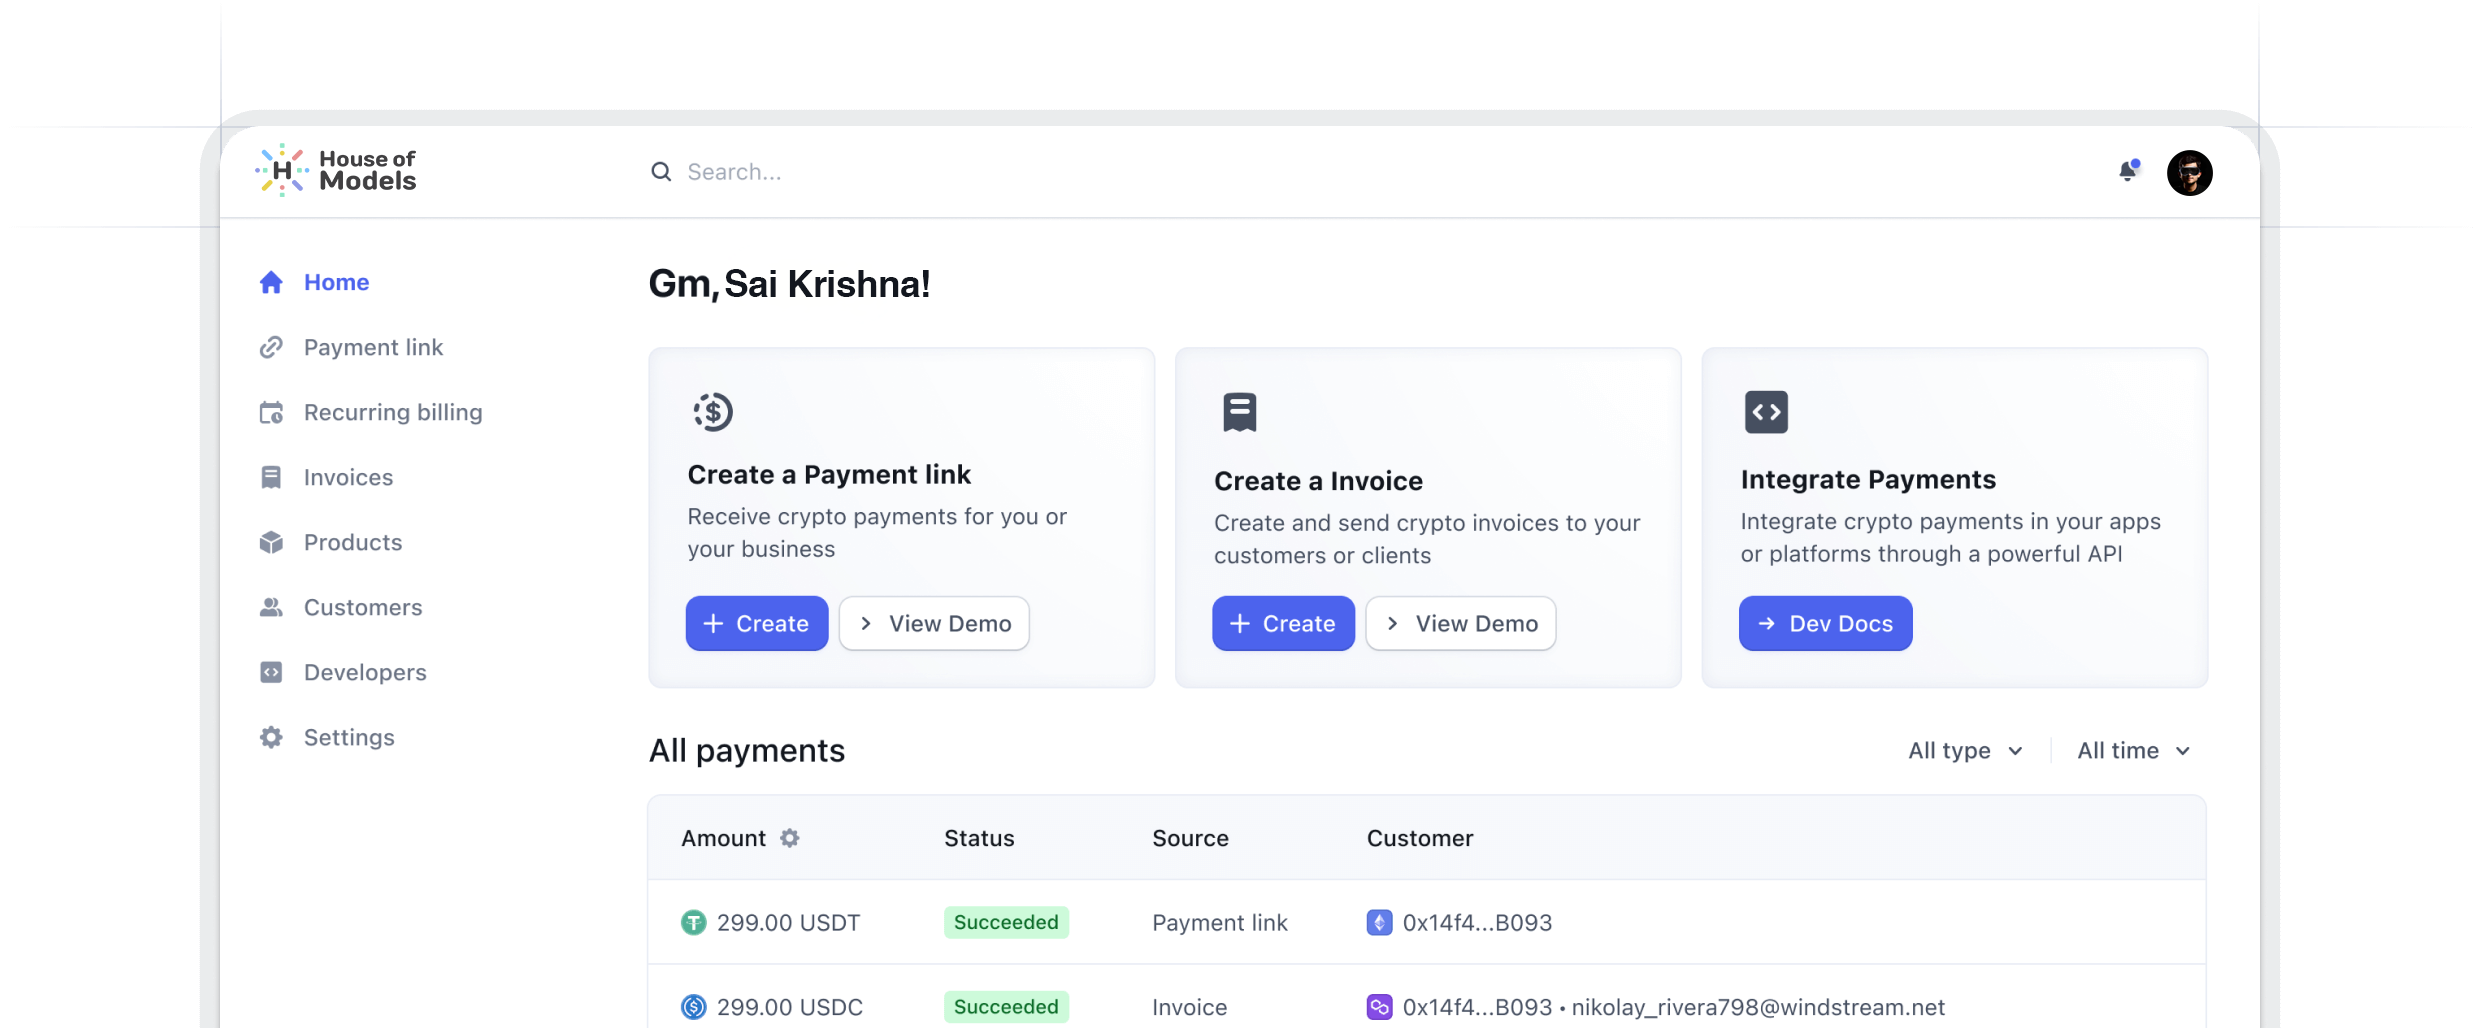 H
House of
Models
Search...
Home
Payment link
Recurring billing
Invoices
Products
Customers
Developers
Settings
Gm, Sai Krishna!
Create a Payment link
Receive crypto payments for you or
your business
+ Create
View Demo
Create a Invoice
Create and send crypto invoices to your
customers or clients
+ Create
View Demo
Integrate Payments
Integrate crypto payments in your apps
or platforms through a powerful API
Dev Docs
All payments
All type
All time
Amount Status Source Customer
299.00 USDT Succeeded Payment link 0x14f4...B093
299.00 USDC Succeeded Invoice 0x14f4...B093 • nikolay_rivera798@windstream.net